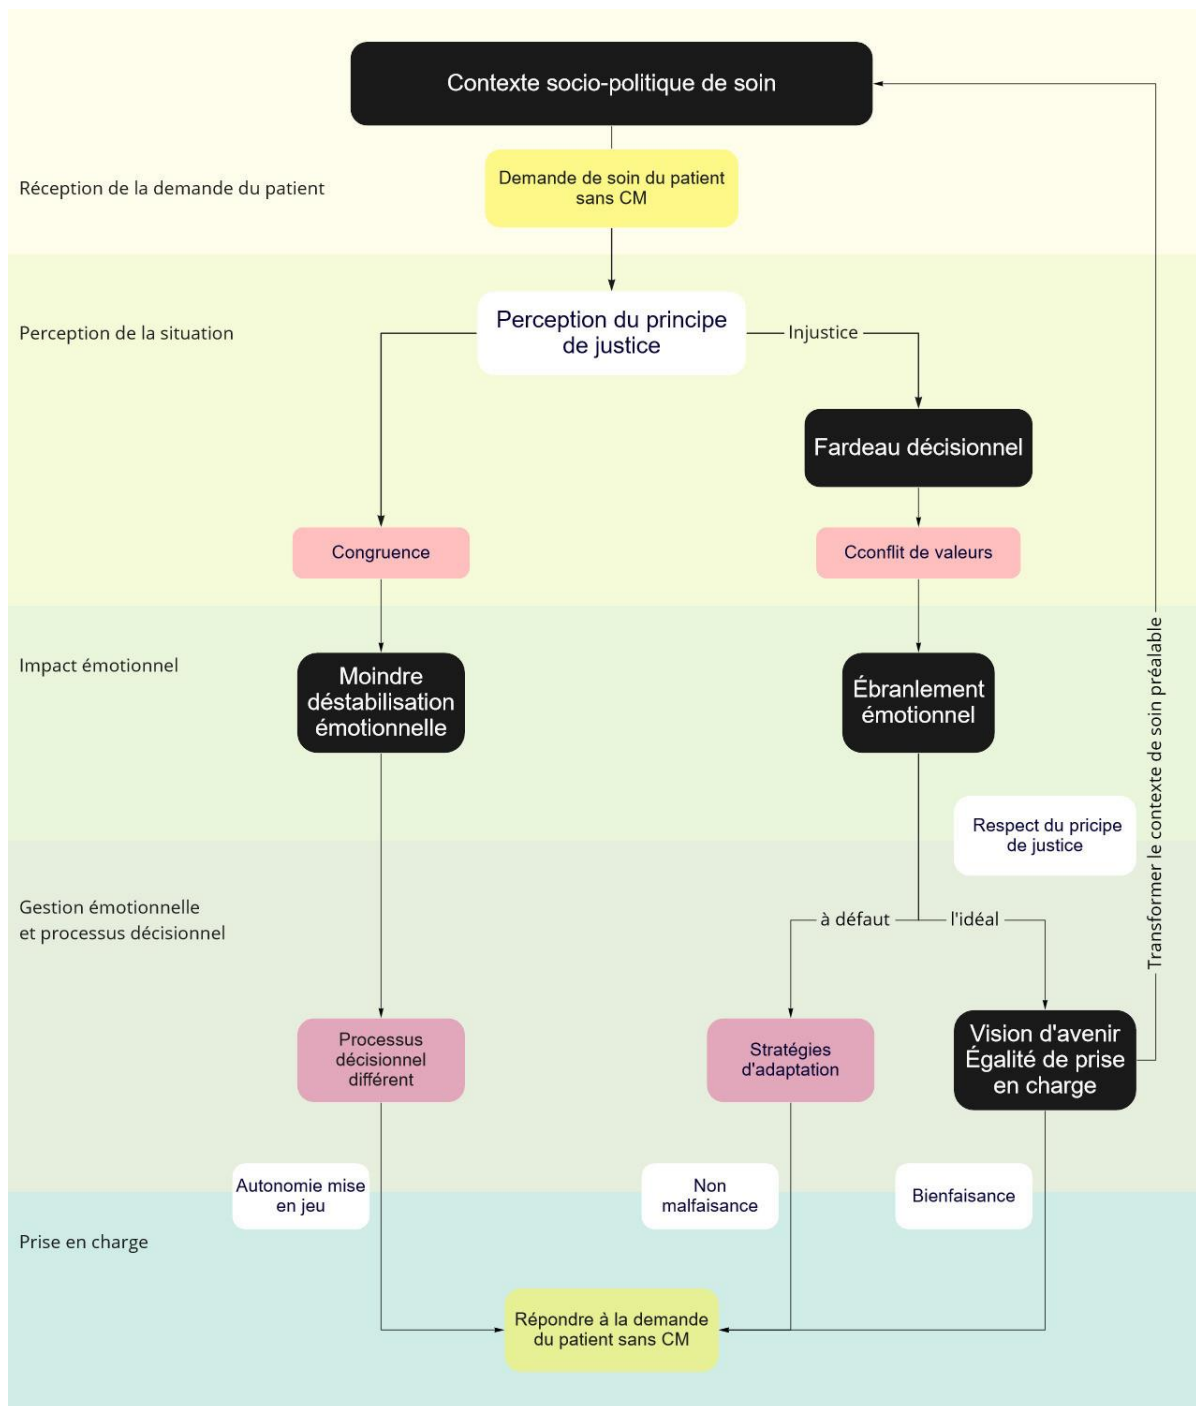 Contexte socio-politique de soin
Réception de la demande du patient
Demande de soin du patient
sans CM
Perception de la situation
Perception du principe
de justice
Injustice
Fardeau décisionnel
Congruence
Cconflit de valeurs
Impact émotionnel
Moindre
déstabilisation
émotionnelle
Ébranlement
émotionnel
Transformer le contexte de soin préalable
Respect du pricipe
de justice
Gestion émotionnelle
et processus décisionnel
à défaut
l'idéal
Processus
décisionnel
différent
Stratégies
d'adaptation
Vision d'avenir
Égalité de prise
en charge
Autonomie mise
en jeu
Non
malfaisance
Bienfaisance
Prise en charge
Répondre à la demande
du patient sans CM